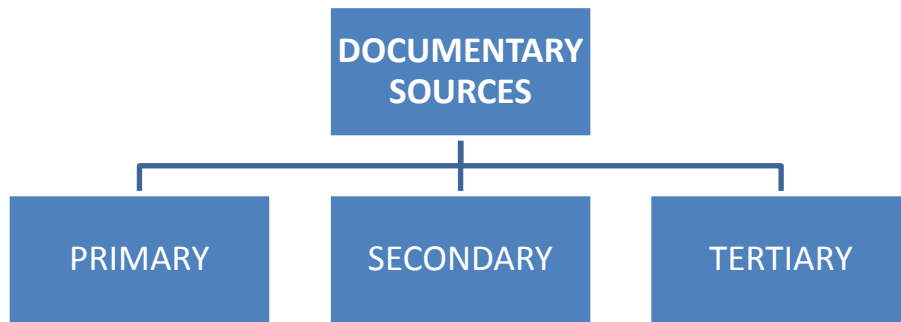 DOCUMENTARY
SOURCES
PRIMARY
SECONDARY
TERTIARY